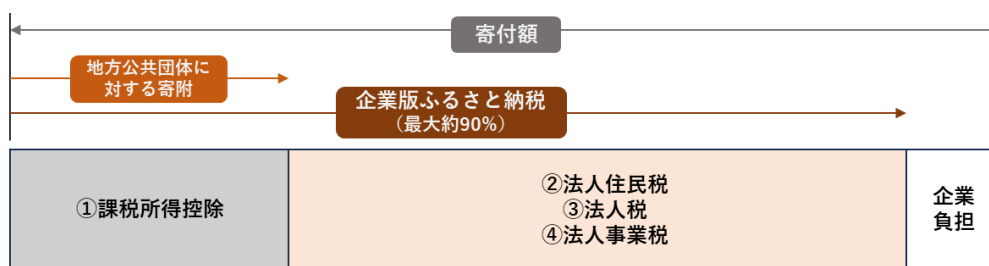 寄付額
地方公共団体に
対する寄附
企業版ふるさと納税
（最大約90%）
①課税所得控除
②法人住民税
③法人税
④法人事業税
企業
負担